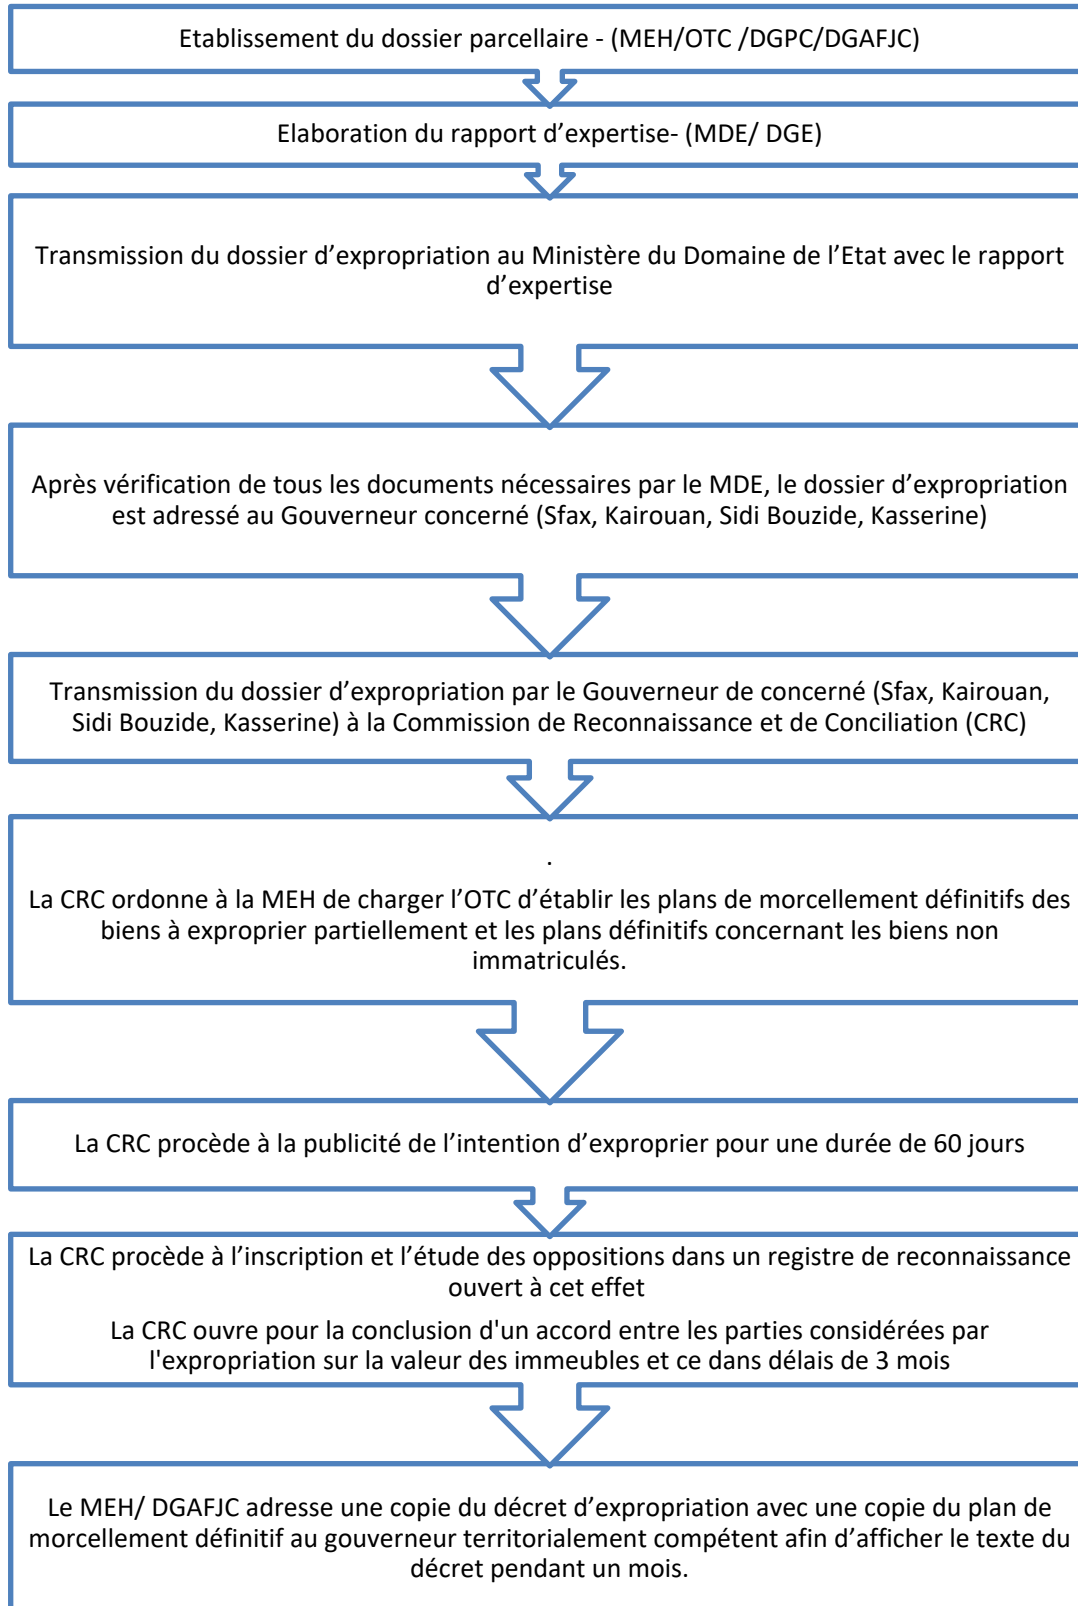 Etablissement du dossier parcellaire - (MEH/OTC /DGPC/DGAFJC)
Elaboration du rapport d’expertise- (MDE/ DGE)
Transmission du dossier d’expropriation au Ministère du Domaine de l’Etat avec le rapport
d’expertise
Après vérification de tous les documents nécessaires par le MDE, le dossier d’expropriation
est adressé au Gouverneur concerné (Sfax, Kairouan, Sidi Bouzide, Kasserine)
Transmission du dossier d’expropriation par le Gouverneur de concerné (Sfax, Kairouan,
Sidi Bouzide, Kasserine) à la Commission de Reconnaissance et de Conciliation (CRC)
.
La CRC ordonne à la MEH de charger l’OTC d’établir les plans de morcellement définitifs des
biens à exproprier partiellement et les plans définitifs concernant les biens non
immatriculés.
La CRC procède à la publicité de l’intention d’exproprier pour une durée de 60 jours
La CRC procède à l’inscription et l’étude des oppositions dans un registre de reconnaissance
ouvert à cet effet
La CRC ouvre pour la conclusion d'un accord entre les parties considérées par
l'expropriation sur la valeur des immeubles et ce dans délais de 3 mois
Le MEH/ DGAFJC adresse une copie du décret d’expropriation avec une copie du plan de
morcellement définitif au gouverneur territorialement compétent afin d’afficher le texte du
décret pendant un mois.